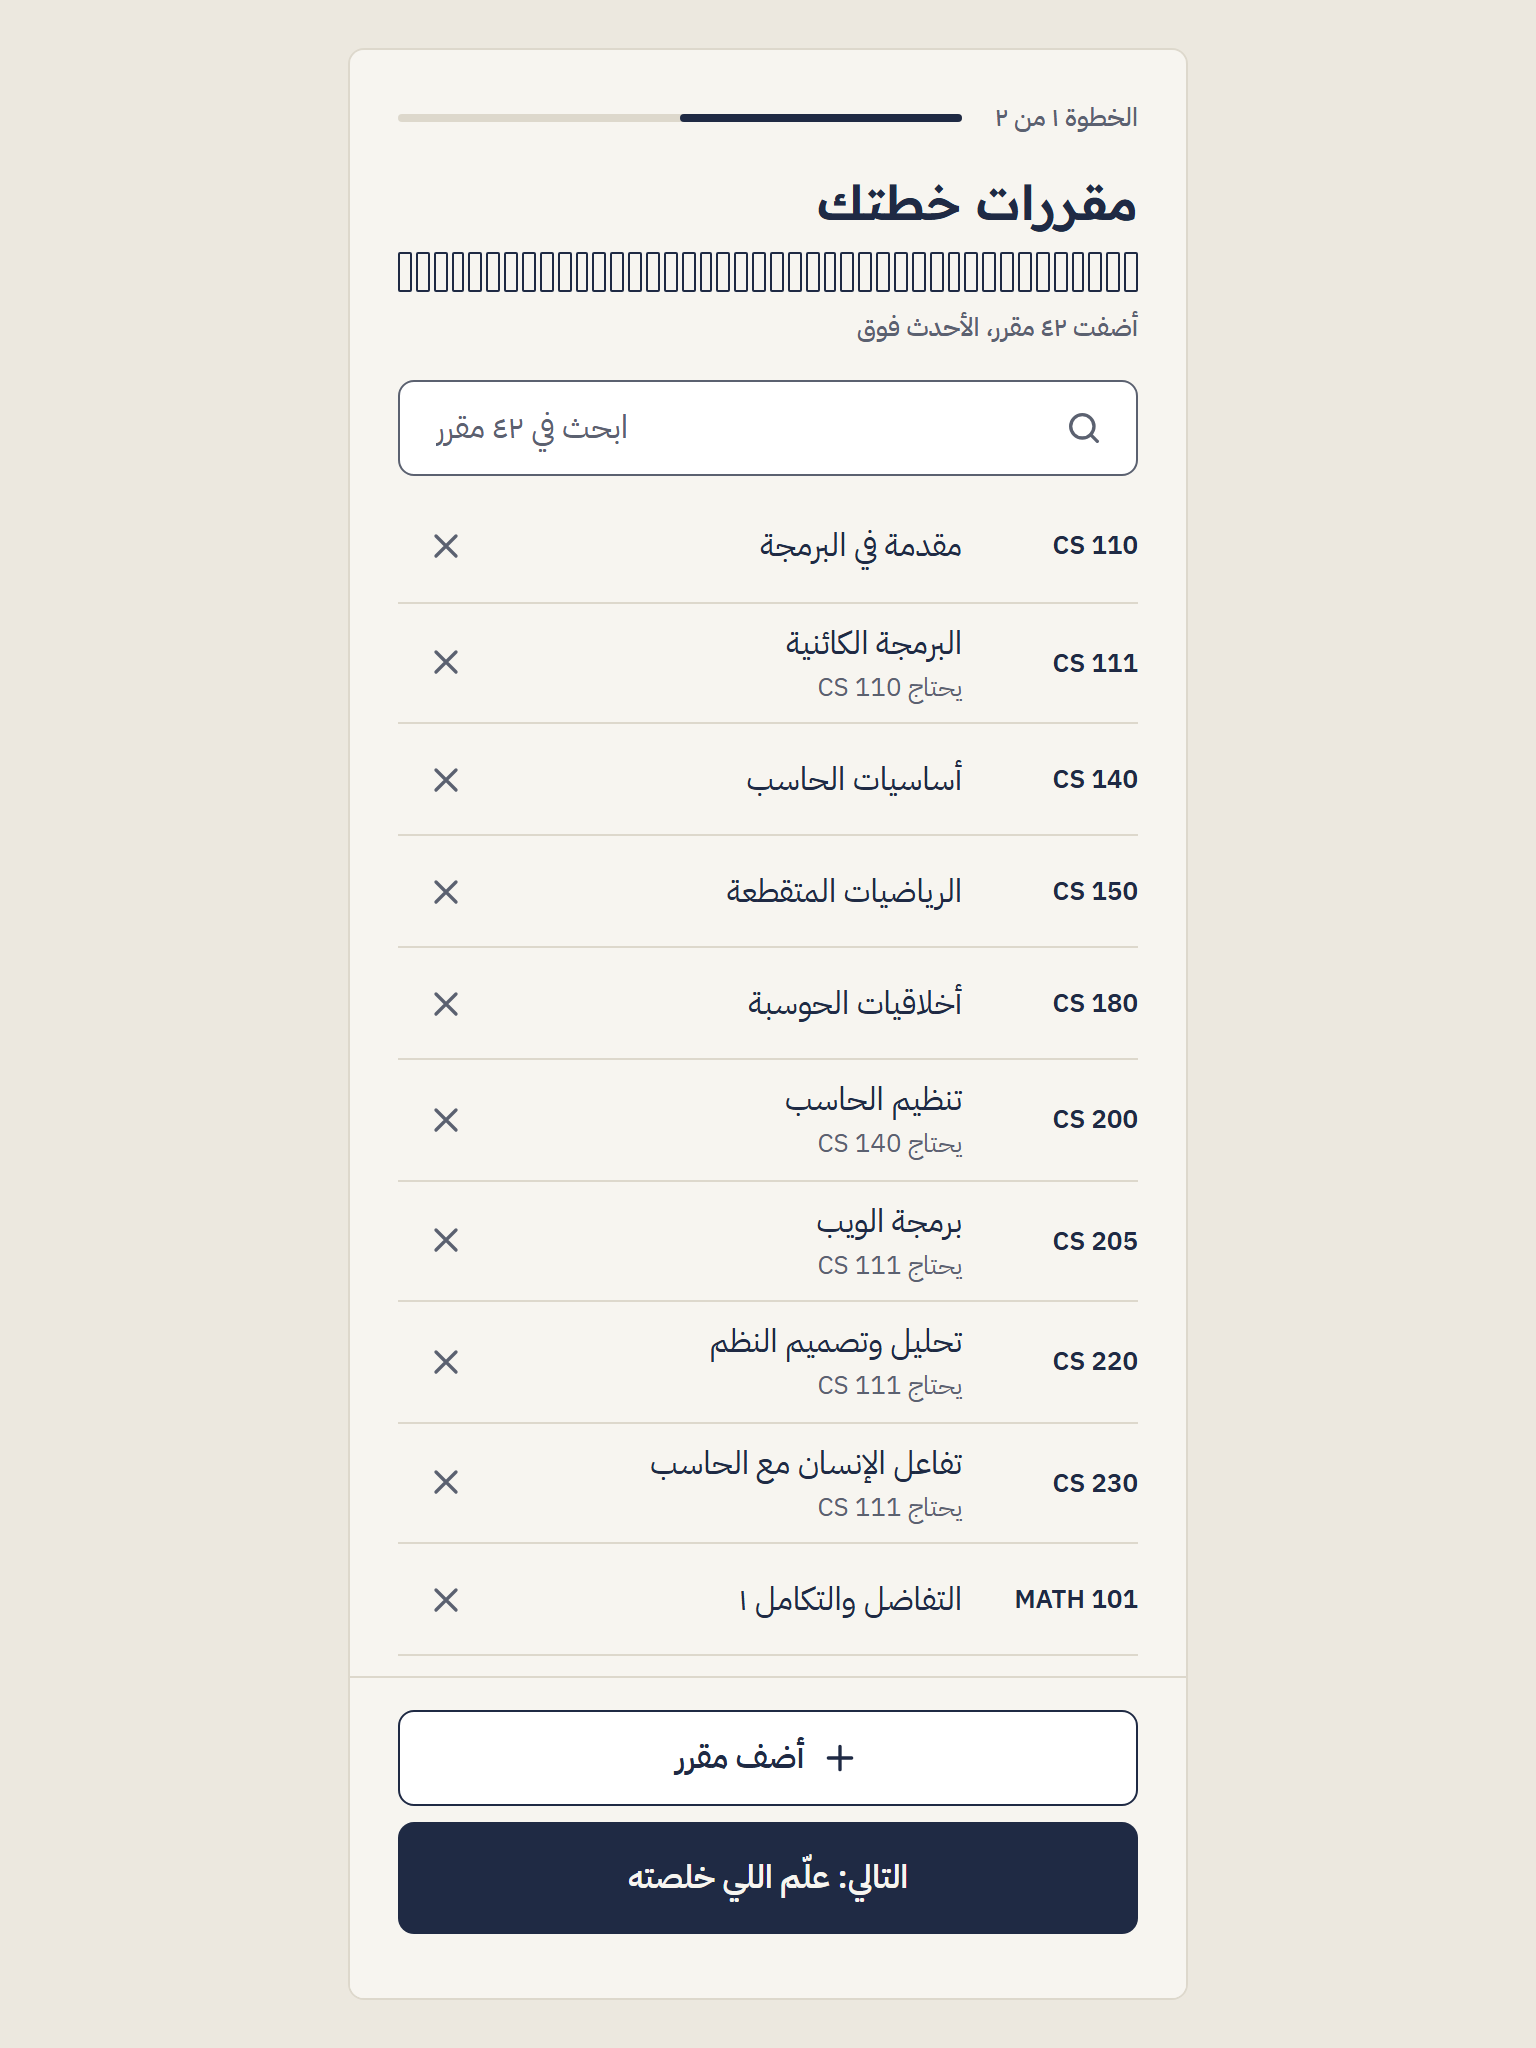 الخطوة ١ من ٢
مقررات خطتك
أضفت ٤٢ مقرر، الأحدث فوق
ابحث في ٤٢ مقرر
CS 110 مقدمة في البرمجة
CS 111 البرمجة الكائنية
يحتاج CS 110
CS 140 أساسيات الحاسب
CS 150 الرياضيات المتقطعة
CS 180 أخلاقيات الحوسبة
CS 200 تنظيم الحاسب
يحتاج CS 140
CS 205 برمجة الويب
يحتاج CS 111
CS 220 تحليل وتصميم النظم
يحتاج CS 111
CS 230 تفاعل الإنسان مع الحاسب
يحتاج CS 111
MATH 101 التفاضل والتكامل ١
أضف مقرر
التالي: علّم اللي خلصته